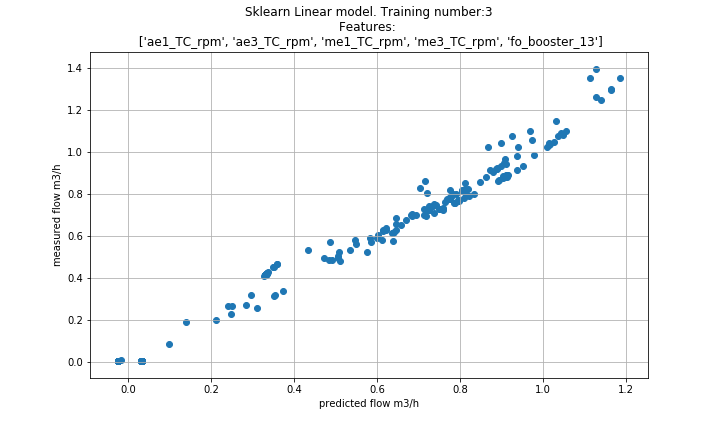 Sklearn Linear model. Training number:3
Features:
['ae1_TC_rpm', 'ae3_TC_rpm', 'me1_TC_rpm', 'me3_TC_rpm', 'fo_booster_13']
1.4
1.2
1.0
0.8
0.6
0.4
0.2
0.0
measured flow m3/h
0.0 0.2 0.4 0.6 0.8 1.0 1.2
predicted flow m3/h